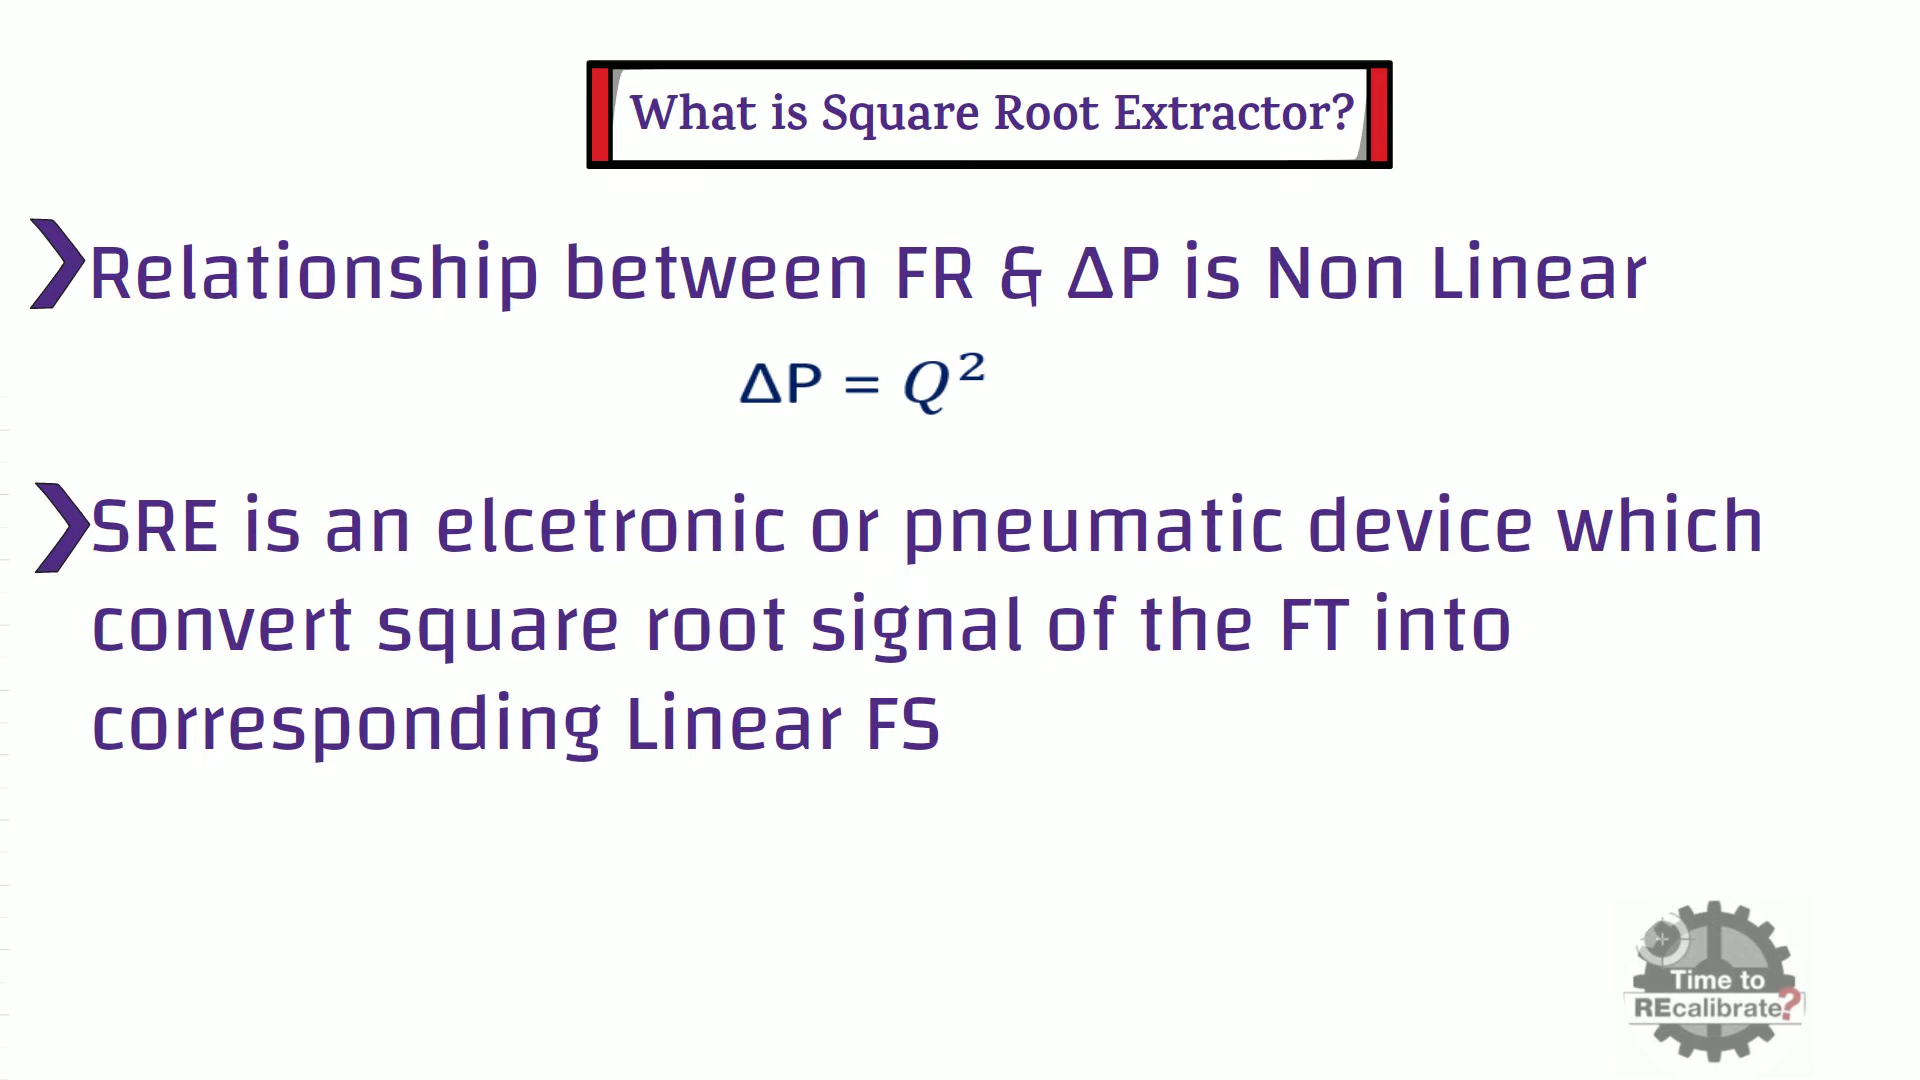 What is Square Root Extractor?
Relationship between FR & ΔP is Non Linear
ΔP = Q²
SRE is an elcetronic or pneumatic device which
convert square root signal of the FT into
corresponding Linear FS
Time to
REcalibrate?